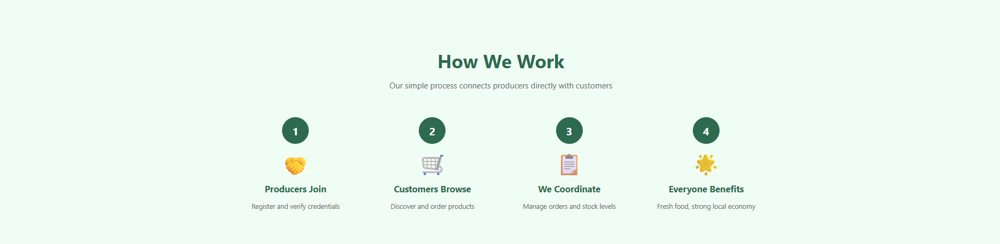 How We Work
Our simple process connects producers directly with customers
1
2
3
4
Producers Join
Customers Browse
We Coordinate
Everyone Benefits
Register and verify credentials
Discover and order products
Manage orders and stock levels
Fresh food, strong local economy